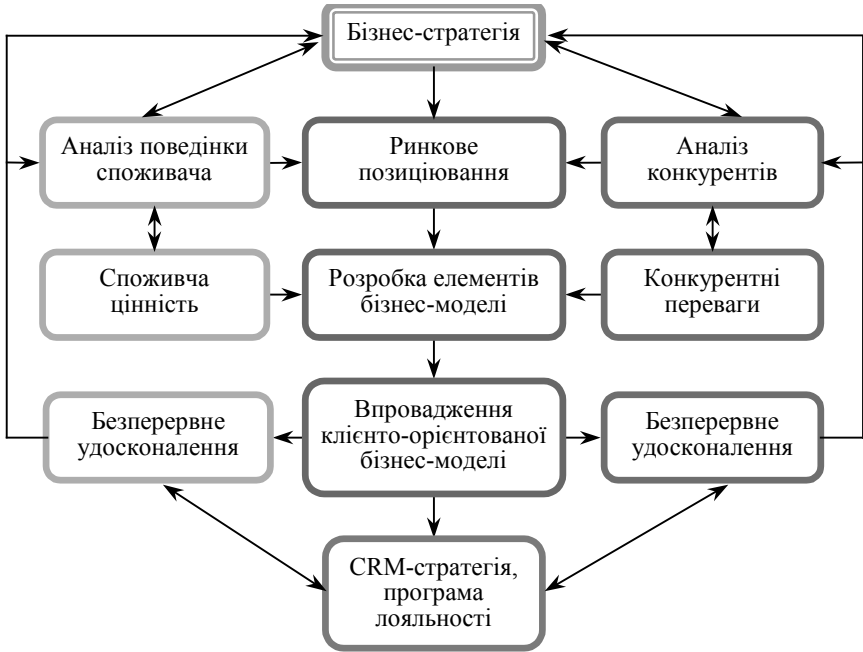 Бізнес-стратегія
Аналіз поведінки
споживача
Ринкове
позиціювання
Аналіз
конкурентів
Споживча
цінність
Розробка елементів
бізнес-моделі
Конкурентні
переваги
Безперервне
удосконалення
Впровадження
клієнто-орієнтованої
бізнес-моделі
Безперервне
удосконалення
CRM-стратегія,
програма
лояльності